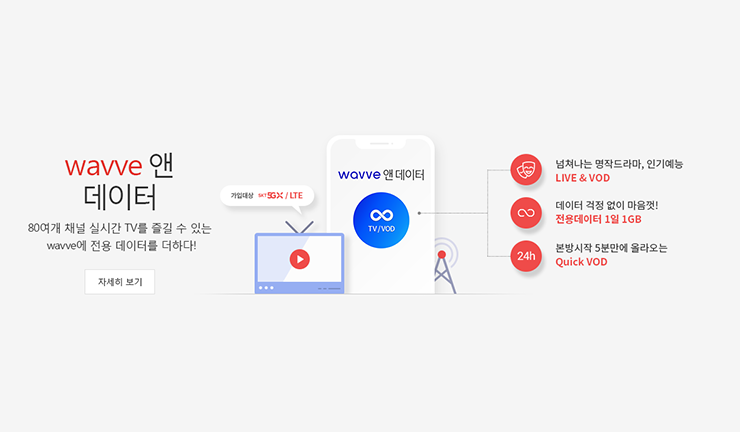 wavve 앤
데이터
80여개 채널 실시간 TV를 즐길 수 있는
wavve에 전용 데이터를 더하다!
자세히 보기
가입대상 SKT 5GX / LTE
wavve 앤 데이터
TV/VOD
넘쳐나는 명작드라마, 인기예능
LIVE & VOD
데이터 걱정 없이 마음껏!
전용데이터 1일 1GB
24h
본방시작 5분만에 올라오는
Quick VOD